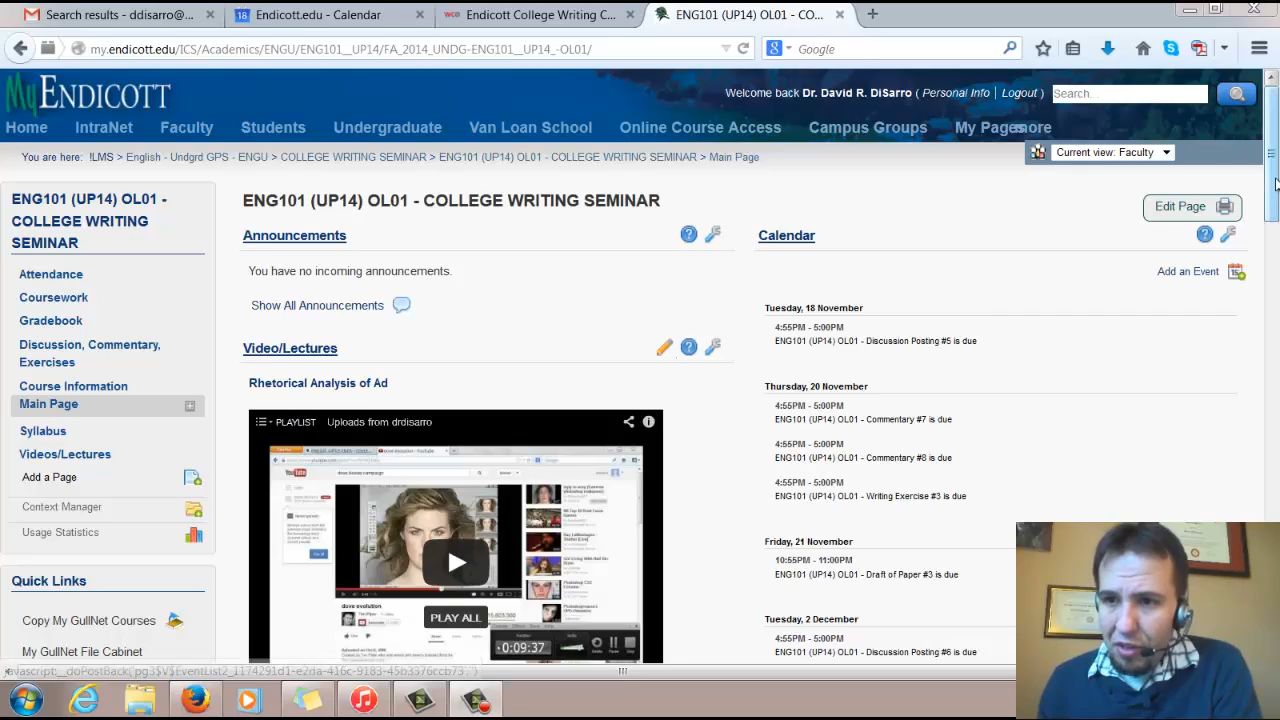 Search results - ddisarro@...
Endicott.edu - Calendar
Endicott College Writing C...
ENG101 (UP14) OL01 - CO...
my.endicott.edu/ICS/Academics/ENGU/ENG101__UP14/FA_2014_UNDG-ENG101__UP14_-OL01/
Google
MyENDICOTT
Welcome back Dr. David R. DiSarro ( Personal Info | Logout )
Search...
Home
IntraNet
Faculty
Students
Undergraduate
Van Loan School
Online Course Access
Campus Groups
My Pages
more
You are here: !LMS > English - Undgrd GPS - ENGU > COLLEGE WRITING SEMINAR > ENG101 (UP14) OL01 - COLLEGE WRITING SEMINAR > Main Page
Current view: Faculty
ENG101 (UP14) OL01 -
COLLEGE WRITING
SEMINAR
Attendance
Coursework
Gradebook
Discussion, Commentary,
Exercises
Course Information
Main Page
Syllabus
Videos/Lectures
Add a Page
Context Manager
Usage Statistics
Quick Links
Copy My GullNet Courses
My GullNet File Cabinet
ENG101 (UP14) OL01 - COLLEGE WRITING SEMINAR
Edit Page
Announcements
You have no incoming announcements.
Show All Announcements
Video/Lectures
Rhetorical Analysis of Ad
PLAYLIST Uploads from drdisarro
dove evolution
PLAY ALL
0:09:37
Calendar
Add an Event
Tuesday, 18 November
4:55PM - 5:00PM
ENG101 (UP14) OL01 - Discussion Posting #5 is due
Thursday, 20 November
4:55PM - 5:00PM
ENG101 (UP14) OL01 - Commentary #7 is due
4:55PM - 5:00PM
ENG101 (UP14) OL01 - Commentary #8 is due
4:55PM - 5:00PM
ENG101 (UP14) OL01 - Writing Exercise #3 is due
Friday, 21 November
10:55PM - 11:00PM
ENG101 (UP14) OL01 - Draft of Paper #3 is due
Tuesday, 2 December
4:55PM - 5:00PM
ENG101 (UP14) OL01 - Discussion Posting #6 is due